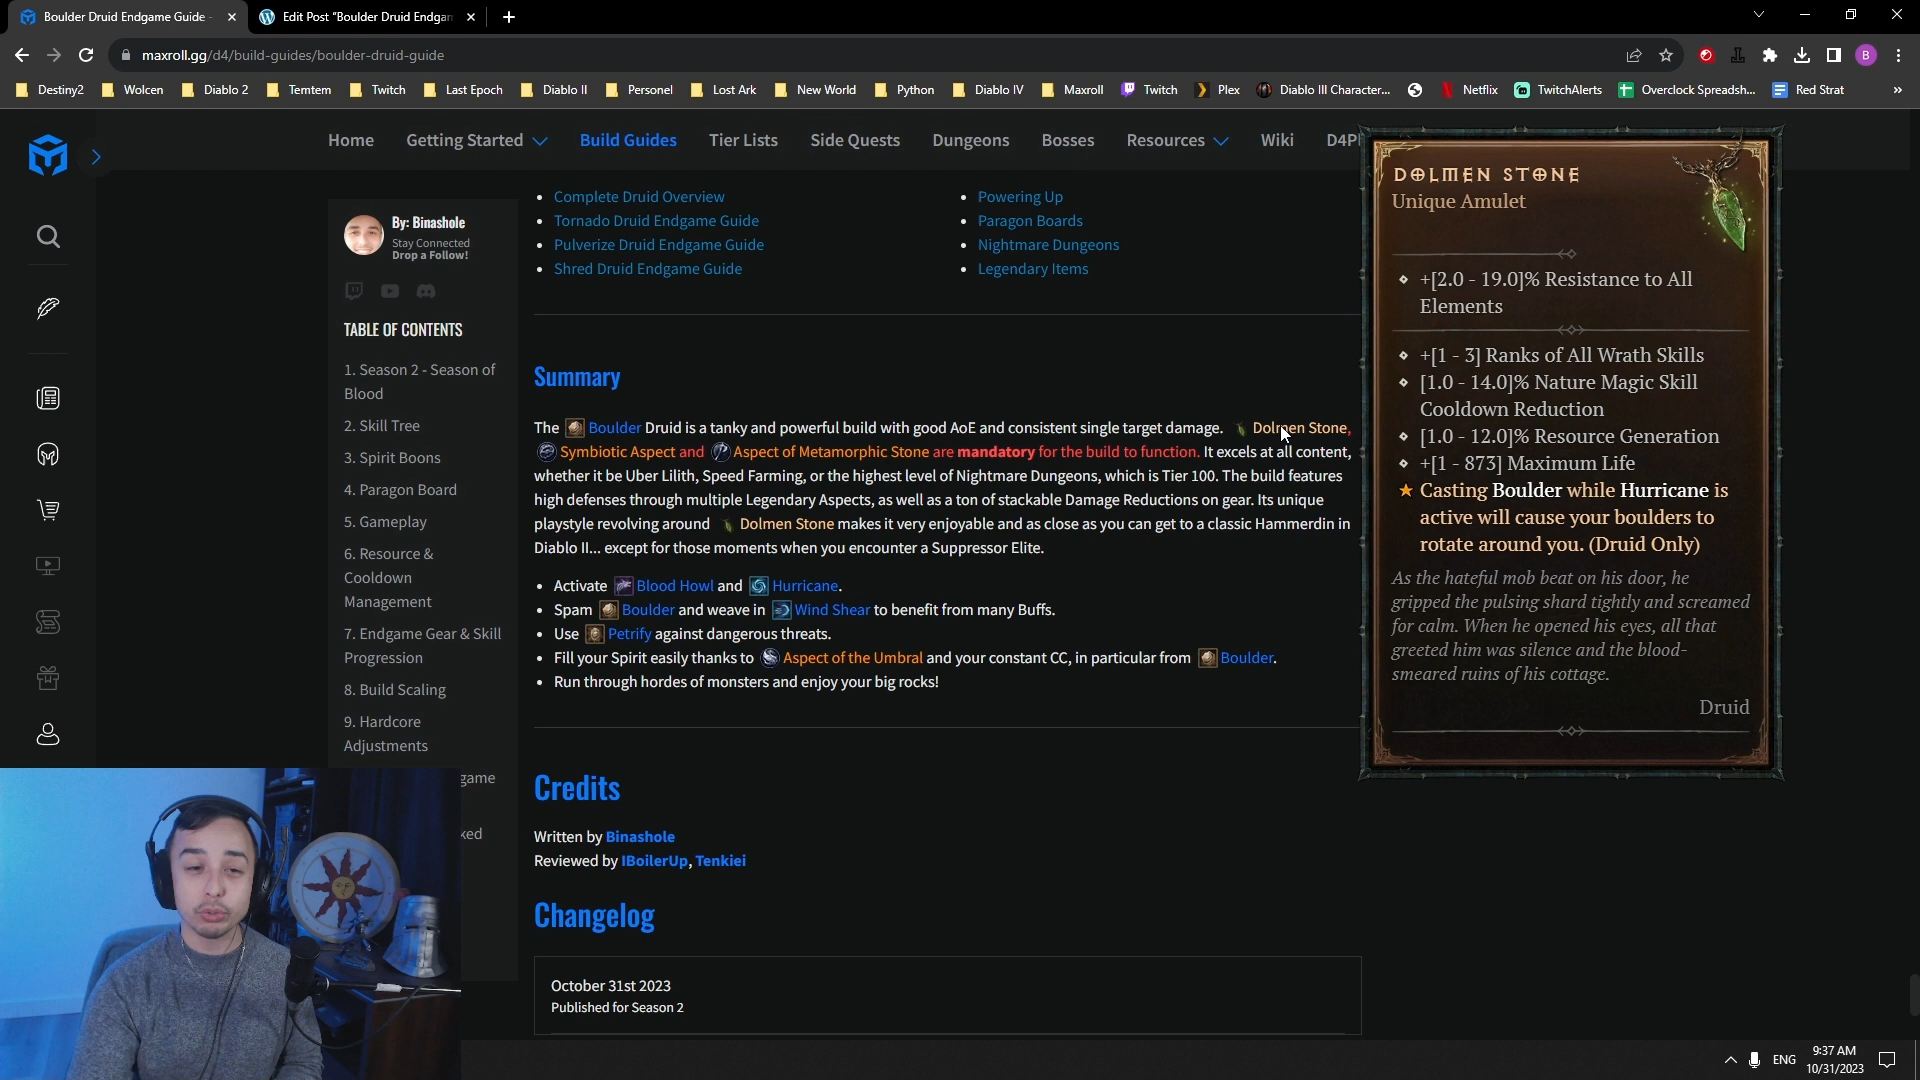 Boulder Druid Endgame Guide -
Edit Post "Boulder Druid Endgar
maxroll.gg/d4/build-guides/boulder-druid-guide
B
Destiny2
Wolcen
Diablo 2
Temtem
Twitch
Last Epoch
Diablo II
Personel
Lost Ark
New World
Python
Diablo IV
Maxroll
Twitch
Plex
Diablo III Character...
Netflix
TwitchAlerts
Overclock Spreadsh...
Red Strat
»
Home
Getting Started
Build Guides
Tier Lists
Side Quests
Dungeons
Bosses
Resources
Wiki
D4Pl
By: Binashole
Stay Connected
Drop a Follow!
TABLE OF CONTENTS
1. Season 2 - Season of
Blood
2. Skill Tree
3. Spirit Boons
4. Paragon Board
5. Gameplay
6. Resource &
Cooldown
Management
7. Endgame Gear & Skill
Progression
8. Build Scaling
9. Hardcore
Adjustments
game
ked
• Complete Druid Overview
• Tornado Druid Endgame Guide
• Pulverize Druid Endgame Guide
• Shred Druid Endgame Guide
• Powering Up
• Paragon Boards
• Nightmare Dungeons
• Legendary Items
Summary
The Boulder Druid is a tanky and powerful build with good AoE and consistent single target damage. Dolmen Stone,
Symbiotic Aspect and Aspect of Metamorphic Stone are mandatory for the build to function. It excels at all content,
whether it be Uber Lilith, Speed Farming, or the highest level of Nightmare Dungeons, which is Tier 100. The build features
high defenses through multiple Legendary Aspects, as well as a ton of stackable Damage Reductions on gear. Its unique
playstyle revolving around Dolmen Stone makes it very enjoyable and as close as you can get to a classic Hammerdin in
Diablo II... except for those moments when you encounter a Suppressor Elite.
• Activate Blood Howl and Hurricane.
• Spam Boulder and weave in Wind Shear to benefit from many Buffs.
• Use Petrify against dangerous threats.
• Fill your Spirit easily thanks to Aspect of the Umbral and your constant CC, in particular from Boulder.
• Run through hordes of monsters and enjoy your big rocks!
Credits
Written by Binashole
Reviewed by IBoilerUp, Tenkiei
Changelog
October 31st 2023
Published for Season 2
DOLMEN STONE
Unique Amulet
+[2.0 - 19.0]% Resistance to All
Elements
+[1 - 3] Ranks of All Wrath Skills
[1.0 - 14.0]% Nature Magic Skill
Cooldown Reduction
[1.0 - 12.0]% Resource Generation
+[1 - 873] Maximum Life
Casting Boulder while Hurricane is
active will cause your boulders to
rotate around you. (Druid Only)
As the hateful mob beat on his door, he
gripped the pulsing shard tightly and screamed
for calm. When he opened his eyes, all that
greeted him was silence and the blood-
smeared ruins of his cottage.
Druid
ENG
9:37 AM
10/31/2023